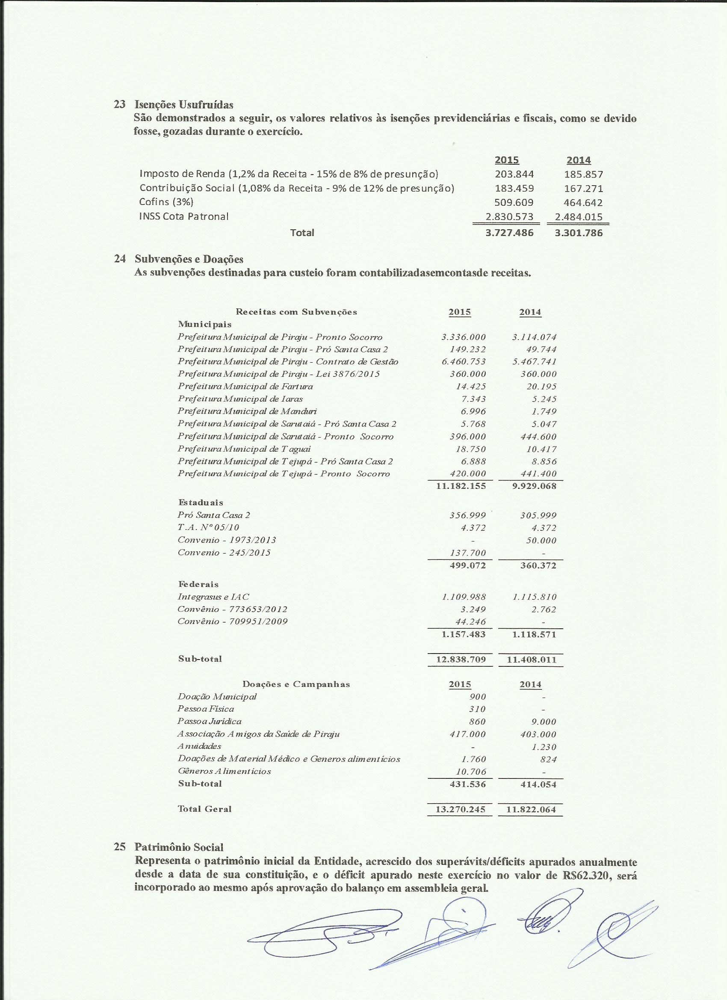 23 Isenções Usufruídas
São demonstrados a seguir, os valores relativos às isenções previdenciárias e fiscais, como se devido
fosse, gozadas durante o exercício.
2015 2014
Imposto de Renda (1,2% da Receita - 15% de 8% de presunção) 203.844 185.857
Contribuição Social (1,08% da Receita - 9% de 12% de presunção) 183.459 167.271
Cofins (3%) 509.609 464.642
INSS Cota Patronal 2.830.573 2.484.015
Total 3.727.486 3.301.786
24 Subvenções e Doações
As subvenções destinadas para custeio foram contabilizadasemcontasde receitas.
Receitas com Subvenções 2015 2014
Municipais
Prefeitura Municipal de Piraju - Pronto Socorro 3.336.000 3.114.074
Prefeitura Municipal de Piraju - Pró Santa Casa 2 149.232 49.744
Prefeitura Municipal de Piraju - Contrato de Gestão 6.460.753 5.467.741
Prefeitura Municipal de Piraju - Lei 3876/2015 360.000 360.000
Prefeitura Municipal de Fartura 14.425 20.195
Prefeitura Municipal de Iaras 7.343 5.245
Prefeitura Municipal de Manduri 6.996 1.749
Prefeitura Municipal de Sarutaiá - Pró Santa Casa 2 5.768 5.047
Prefeitura Municipal de Sarutaiá - Pronto Socorro 396.000 444.600
Prefeitura Municipal de Taguaí 18.750 10.417
Prefeitura Municipal de Tejupá - Pró Santa Casa 2 6.888 8.856
Prefeitura Municipal de Tejupá - Pronto Socorro 420.000 441.400
11.182.155 9.929.068
Estaduais
Pró Santa Casa 2 356.999 305.999
T.A. Nº 05/10 4.372 4.372
Convenio - 1973/2013 - 50.000
Convenio - 245/2015 137.700 -
499.072 360.372
Federais
Integrasus e IAC 1.109.988 1.115.810
Convênio - 773653/2012 3.249 2.762
Convênio - 709951/2009 44.246 -
1.157.483 1.118.571
Sub-total 12.838.709 11.408.011
Doações e Campanhas 2015 2014
Doação Municipal 900 -
Pessoa Física 310 -
Passoa Jurídica 860 9.000
Associação Amigos da Saúde de Piraju 417.000 403.000
Anuidades - 1.230
Doações de Material Médico e Generos alimentícios 1.760 824
Gêneros Alimentícios 10.706 -
Sub-total 431.536 414.054
Total Geral 13.270.245 11.822.064
25 Patrimônio Social
Representa o patrimônio inicial da Entidade, acrescido dos superávits/déficits apurados anualmente
desde a data de sua constituição, e o déficit apurado neste exercício no valor de R$62.320, será
incorporado ao mesmo após aprovação do balanço em assembleia geral.